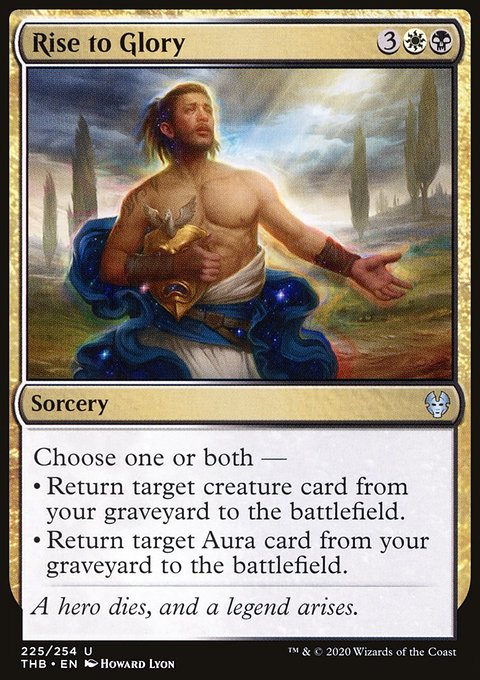 Rise to Glory 3
Sorcery
Choose one or both —
• Return target creature card from
your graveyard to the battlefield.
• Return target Aura card from your
graveyard to the battlefield.
A hero dies, and a legend arises.
225/254 U
THB • EN Howard Lyon
™ & © 2020 Wizards of the Coast